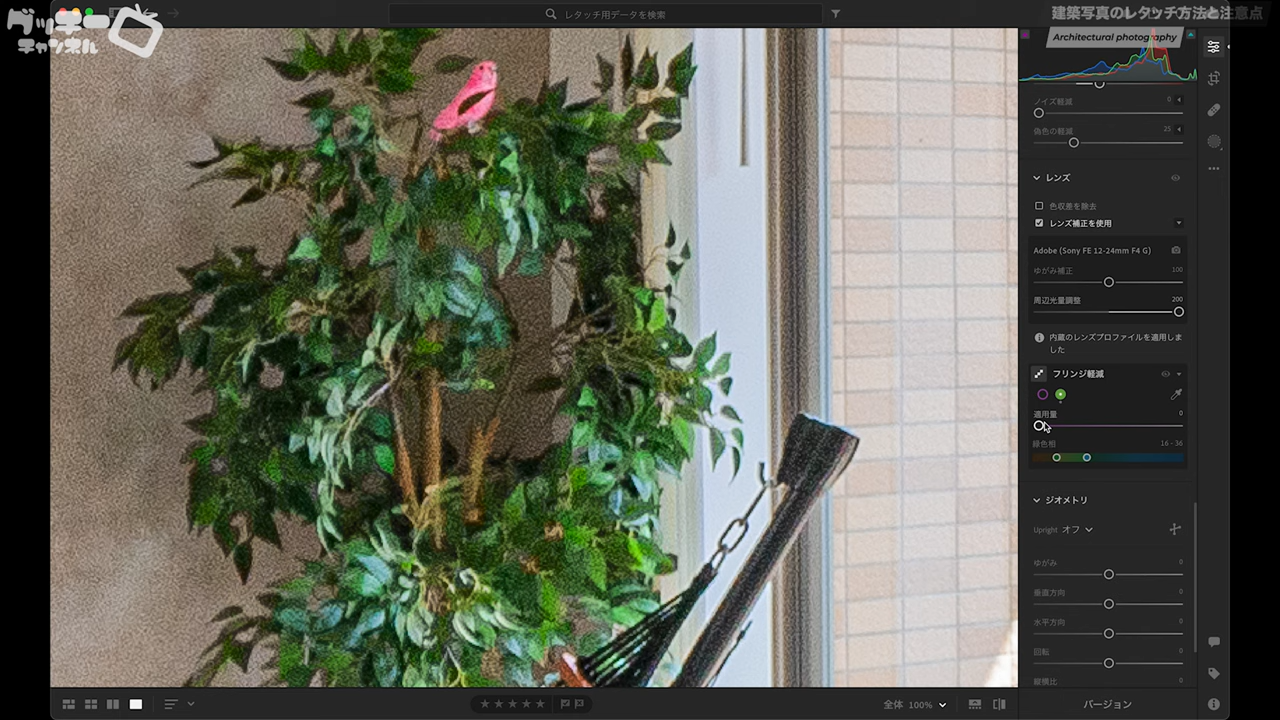 グッチー
チャンネル
レタッチ用データを検索
建築写真のレタッチ方法と注意点
Architectural photography
ノイズ軽減 0
偽色の軽減 25
レンズ
色収差を除去
レンズ補正を使用
Adobe (Sony FE 12-24mm F4 G)
ゆがみ補正 100
周辺光量調整 200
内蔵のレンズプロファイルを適用しま
した
フリンジ軽減
適用量 0
緑色相 16 - 36
ジオメトリ
Upright オフ
ゆがみ 0
垂直方向 0
水平方向 0
回転 0
縦横比 0
全体 100%
バージョン